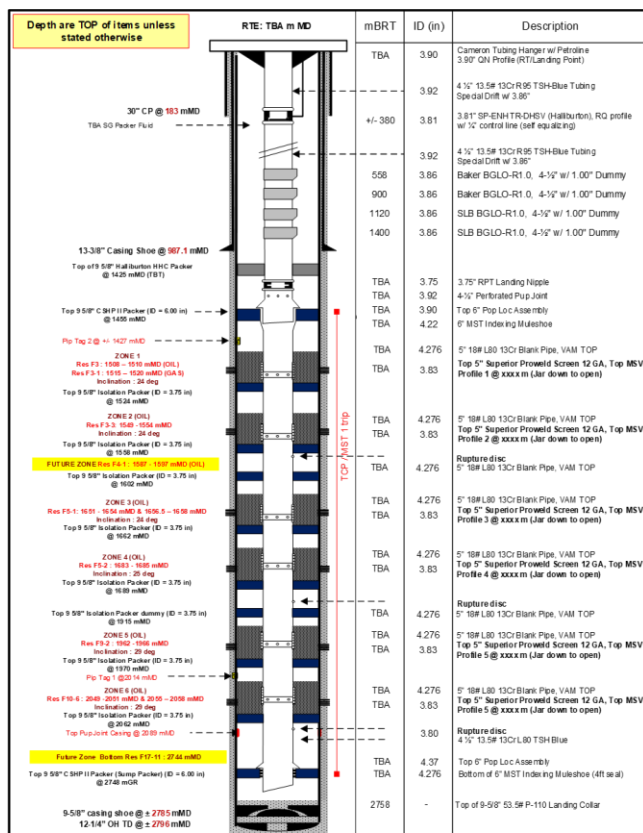 Depth are TOP of items unless
stated otherwise
RTE: TBA m MD
mBRT
ID (in)
Description
TBA
3.90
Cameron Tubing Hanger w/ Petroline
3.90" QN Profile (RT/Landing Point)
3.92
4 ½" 13.5# 13Cr R95 TSH-Blue Tubing
Special Drift w/ 3.86"
30" CP @ 183 mMD
TBA SG Packer Fluid
+/- 380
3.81
3.81" SP-ENH TR-DHSV (Halliburton), RQ profile
w/ ¼" control line (self equalizing)
3.92
4 ½" 13.5# 13Cr R95 TSH-Blue Tubing
Special Drift w/ 3.86"
558
3.86
Baker BGLO-R1.0, 4-½" w/ 1.00" Dummy
900
3.86
Baker BGLO-R1.0, 4-½" w/ 1.00" Dummy
1120
3.86
SLB BGLO-R1.0, 4-½" w/ 1.00" Dummy
1400
3.86
SLB BGLO-R1.0, 4-½" w/ 1.00" Dummy
13-3/8" Casing Shoe @ 987.1 mMD
Top of 9 5/8" Halliburton HHC Packer
@ 1425 mMD (TBT)
TBA
3.75
3.75" RPT Landing Nipple
TBA
3.92
4-½" Perforated Pup Joint
Top 9 5/8" CSHP II Packer (ID = 6.00 in)
@ 1455 mMD
TBA
3.90
Top 6" Pop Loc Assembly
TBA
4.22
6" MST Indexing Muleshoe
Pip Tag 2 @ +/- 1427 mMD
TBA
4.276
5" 18# L80 13Cr Blank Pipe, VAM TOP
ZONE 1
Res F3 : 1508 – 1510 mMD (OIL)
Res F3-1 : 1515 – 1520 mMD (GAS)
Inclination : 24 deg
Top 9 5/8" Isolation Packer (ID = 3.75 in)
@ 1524 mMD
TBA
3.83
Top 5" Superior Proweld Screen 12 GA, Top MSV
Profile 1 @ xxxx m (Jar down to open)
TCP / MST 1 trip
ZONE 2 (OIL)
Res F3-3: 1549 -1554 mMD
Inclination : 24 deg
Top 9 5/8" Isolation Packer (ID = 3.75 in)
@ 1558 mMD
TBA
4.276
5" 18# L80 13Cr Blank Pipe, VAM TOP
TBA
3.83
Top 5" Superior Proweld Screen 12 GA, Top MSV
Profile 2 @ xxxx m (Jar down to open)
Rupture disc
FUTURE ZONE Res F4-1: 1587 - 1597 mMD (OIL)
TBA
4.276
5" 18# L80 13Cr Blank Pipe, VAM TOP
Top 9 5/8" Isolation Packer (ID = 3.75 in)
@ 1602 mMD
ZONE 3 (OIL)
Res F5-1: 1651 - 1654 mMD & 1656.5 – 1658 mMD
Inclination : 24 deg
Top 9 5/8" Isolation Packer (ID = 3.75 in)
@ 1662 mMD
TBA
4.276
5" 18# L80 13Cr Blank Pipe, VAM TOP
TBA
3.83
Top 5" Superior Proweld Screen 12 GA, Top MSV
Profile 3 @ xxxx m (Jar down to open)
ZONE 4 (OIL)
Res F5-2 : 1683 - 1685 mMD
Inclination : 25 deg
Top 9 5/8" Isolation Packer (ID = 3.75 in)
@ 1689 mMD
TBA
4.276
5" 18# L80 13Cr Blank Pipe, VAM TOP
TBA
3.83
Top 5" Superior Proweld Screen 12 GA, Top MSV
Profile 4 @ xxxx m (Jar down to open)
Rupture disc
Top 9 5/8" Isolation Packer dummy (ID = 3.75 in)
@ 1915 mMD
TBA
4.276
5" 18# L80 13Cr Blank Pipe, VAM TOP
ZONE 5 (OIL)
Res F9-2 : 1962 -1966 mMD
Inclination : 29 deg
Top 9 5/8" Isolation Packer (ID = 3.75 in)
@ 1970 mMD
TBA
4.276
5" 18# L80 13Cr Blank Pipe, VAM TOP
TBA
3.83
Top 5" Superior Proweld Screen 12 GA, Top MSV
Profile 5 @ xxxx m (Jar down to open)
Pip Tag 1 @2014 mMD
ZONE 6 (OIL)
Res F10-6 : 2049 -2051 mMD & 2055 – 2058 mMD
Inclination : 29 deg
Top 9 5/8" Isolation Packer (ID = 3.75 in)
@ 2062 mMD
TBA
4.276
5" 18# L80 13Cr Blank Pipe, VAM TOP
TBA
3.83
Top 5" Superior Proweld Screen 12 GA, Top MSV
Profile 5 @ xxxx m (Jar down to open)
Top Pup Joint Casing @ 2089 mMD
Rupture disc
3.80
4 ½" 13.5# 13Cr L80 TSH Blue
Future Zone Bottom Res F17-11 : 2744 mMD
TBA
4.37
Top 6" Pop Loc Assembly
Top 9 5/8" CSHP II Packer (Sump Packer) (ID = 6.00 in)
@ 2748 mGR
TBA
4.276
Bottom of 6" MST Indexing Muleshoe (4ft seal)
9-5/8" casing shoe @ ± 2785 mMD
12-1/4" OH TD @ ± 2796 mMD
2758
-
Top of 9-5/8" 53.5# P-110 Landing Collar